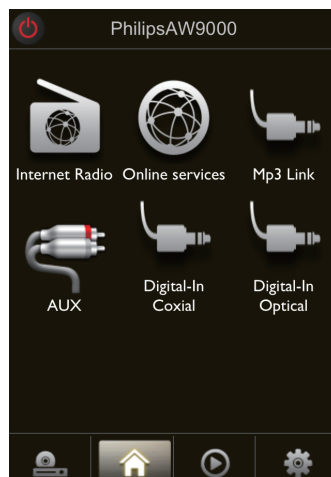 PhilipsAW9000
Internet Radio Online services Mp3 Link
AUX
Digital-In
Coxial
Digital-In
Optical